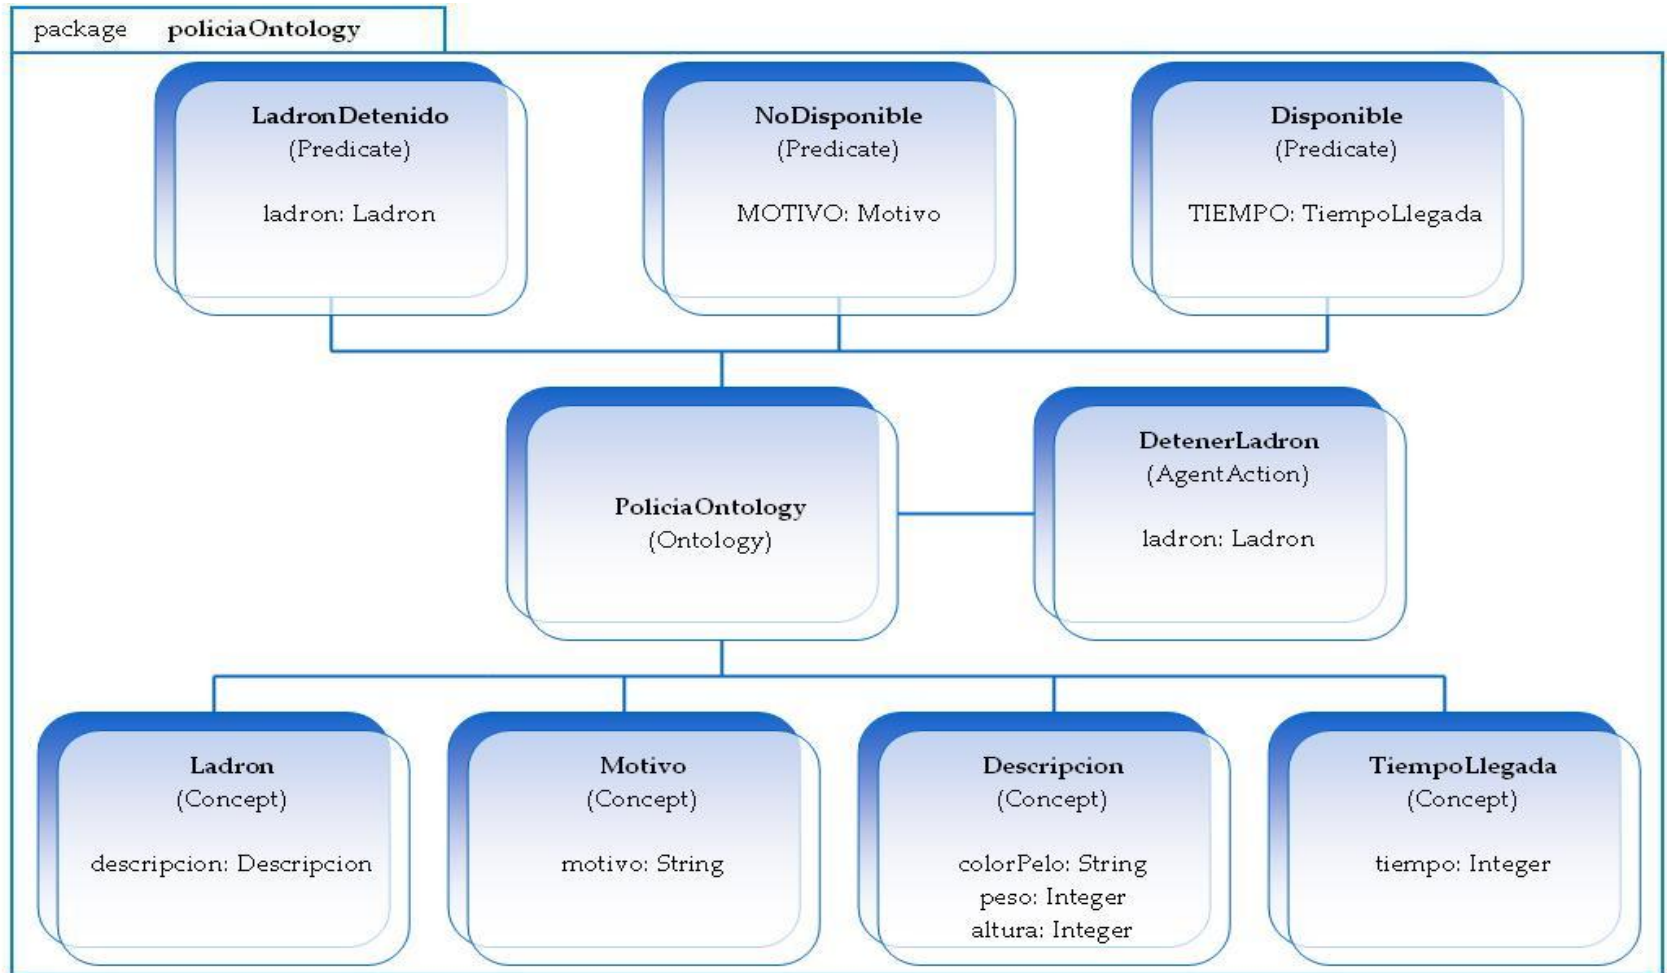 package policiaOntology
LadronDetenido
(Predicate)
ladron: Ladron
NoDisponible
(Predicate)
MOTIVO: Motivo
Disponible
(Predicate)
TIEMPO: TiempoLlegada
PoliciaOntology
(Ontology)
DetenerLadron
(AgentAction)
ladron: Ladron
Ladron
(Concept)
descripcion: Descripcion
Motivo
(Concept)
motivo: String
Descripcion
(Concept)
colorPelo: String
peso: Integer
altura: Integer
TiempoLlegada
(Concept)
tiempo: Integer